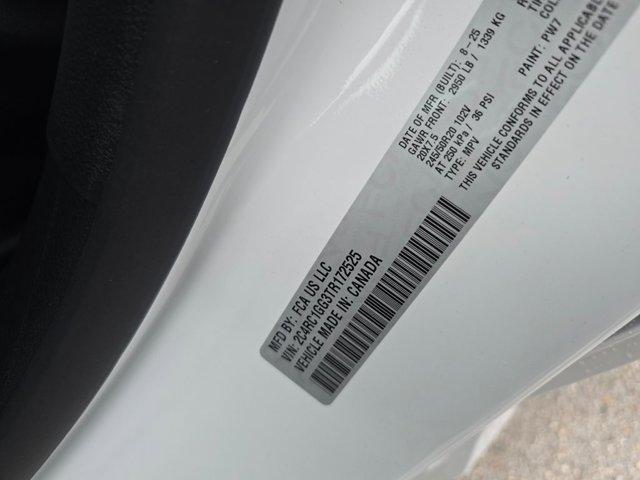 MFD BY: FCA US LLC
DATE OF MFR (BUILT): 8-25
GAWR FRONT: 2950 LB / 1339 KG
20X7.5
245/50R20 102V
AT 250 kPa / 36 PSI
TYPE: MPV
PAINT: PW7
THIS VEHICLE CONFORMS TO ALL APPLICABLE
STANDARDS IN EFFECT ON THE DATE
VIN: 2C4RC1GG3TR172525
VEHICLE MADE IN: CANADA